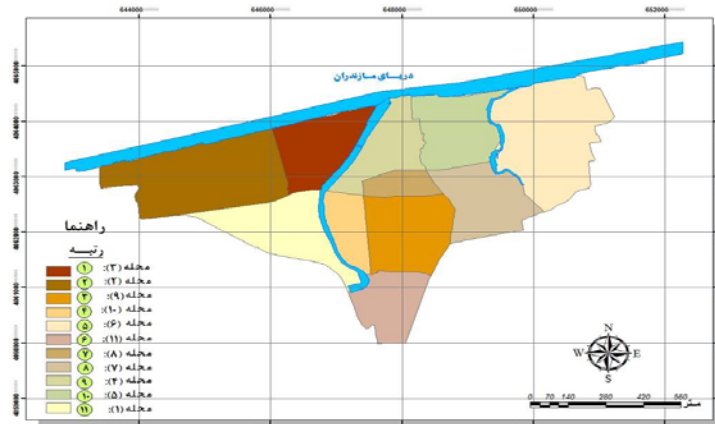 644000 646000 648000 650000 652000
دریای مازندران
راهنما
رتبه
۱ محله (۳):
۲ محله (۲):
۳ محله (۹):
۴ محله (۱۰):
۵ محله (۶):
۶ محله (۱۱):
۷ محله (۸):
۸ محله (۷):
۹ محله (۴):
۱۰ محله (۵):
۱۱ محله (۱):
N
W E
S
0 70 140 280 420 560
متر